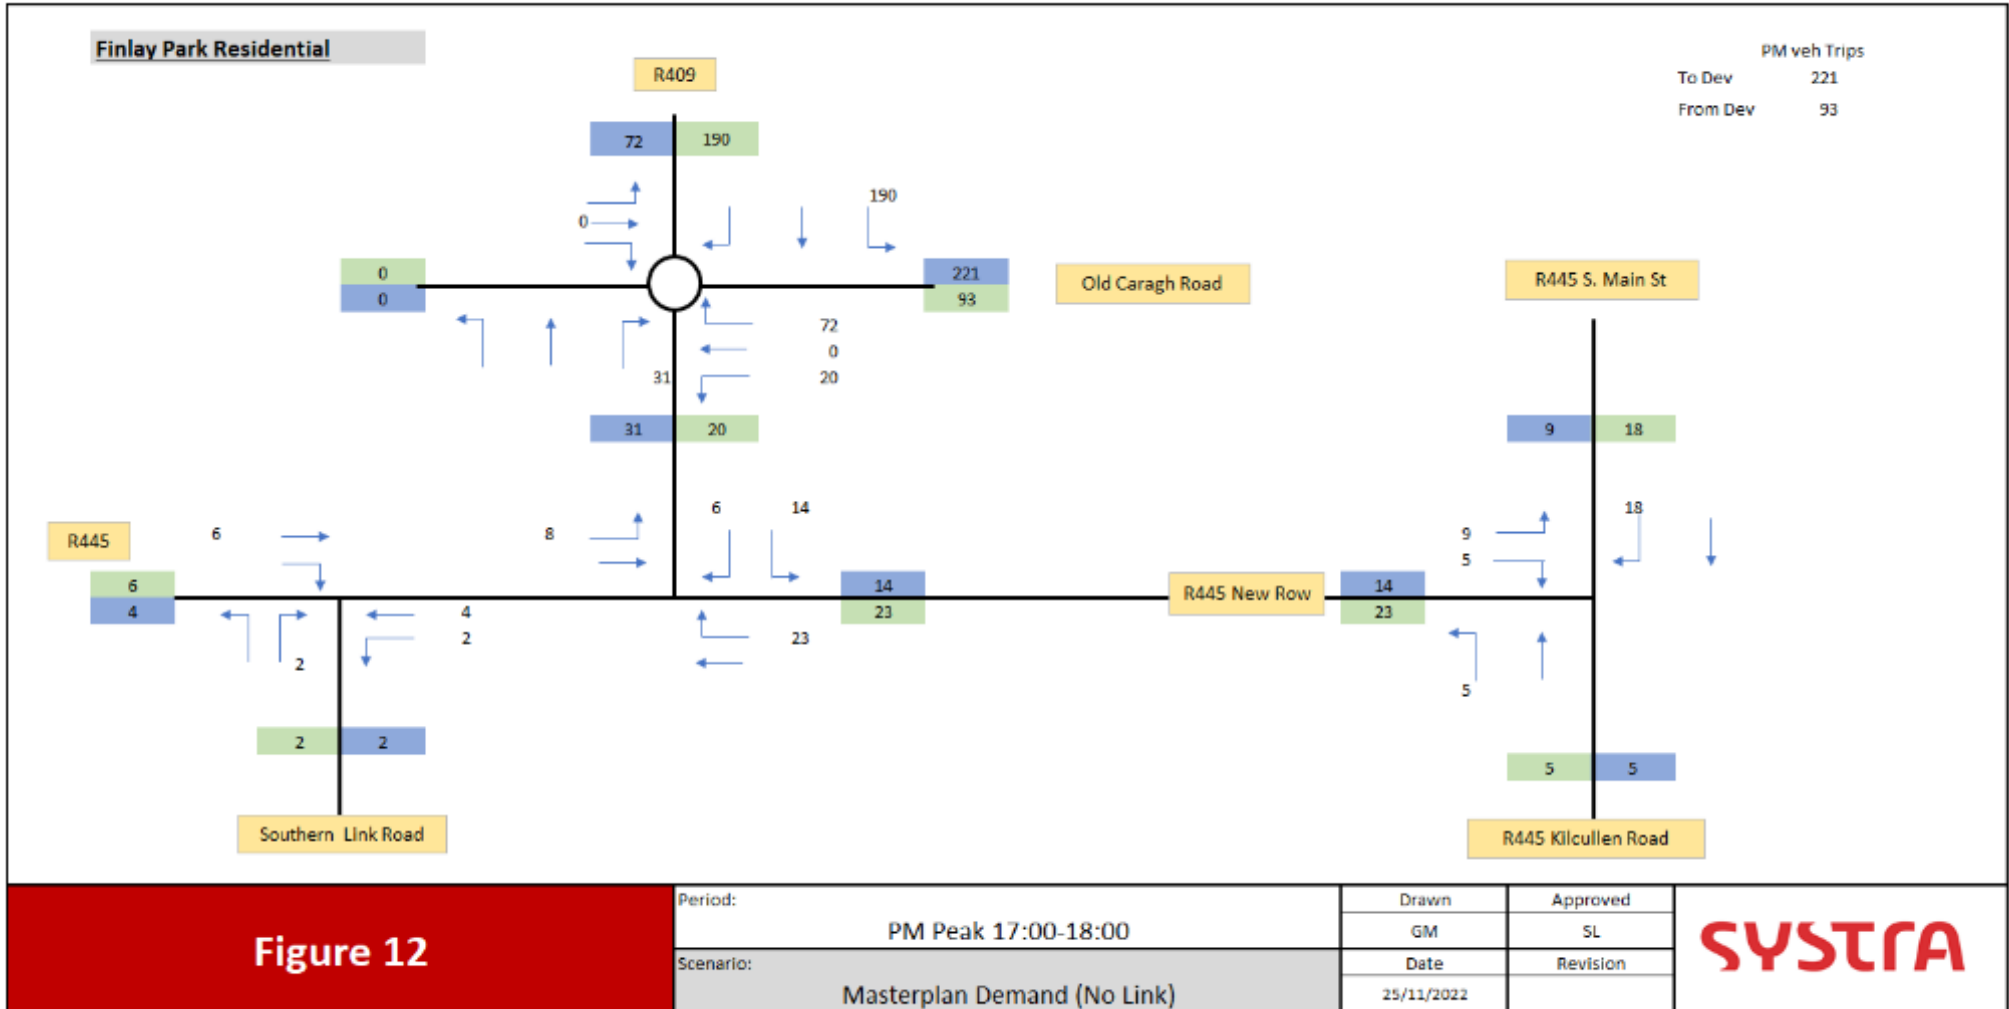 Finlay Park Residential
PM veh Trips
To Dev 221
From Dev 93
R409
72 190
190
0
0
0
221
93
Old Caragh Road
R445 S. Main St
72
0
20
31
31 20
9 18
6 14
18
R445
6
8
9
5
6
4
14
23
R445 New Row
14
23
4
2
23
2
5
2 2
5 5
Southern LInk Road
R445 Kilcullen Road
Figure 12
Period:
PM Peak 17:00-18:00
Scenario:
Masterplan Demand (No Link)
Drawn Approved
GM SL
Date Revision
25/11/2022
SYSTRA